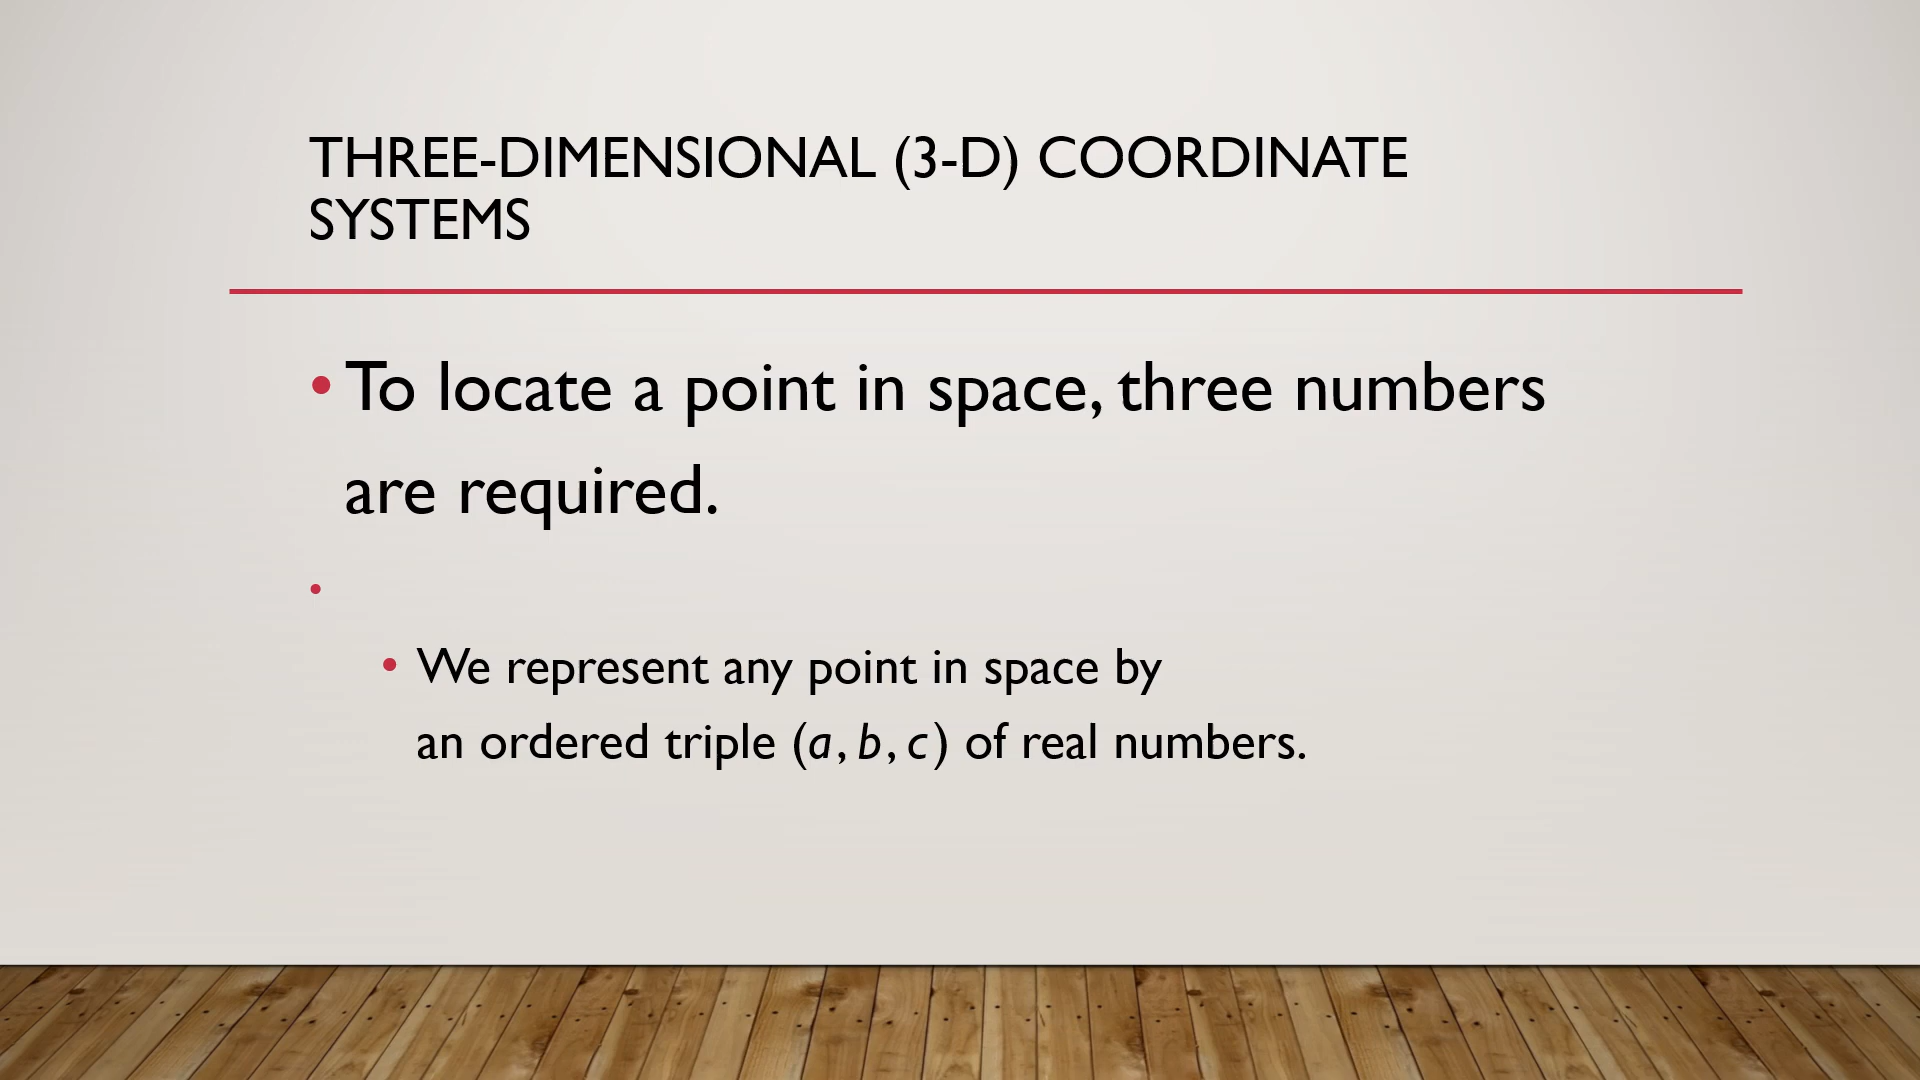 THREE-DIMENSIONAL (3-D) COORDINATE
SYSTEMS
• To locate a point in space, three numbers
are required.
•
• We represent any point in space by
an ordered triple (a, b, c) of real numbers.